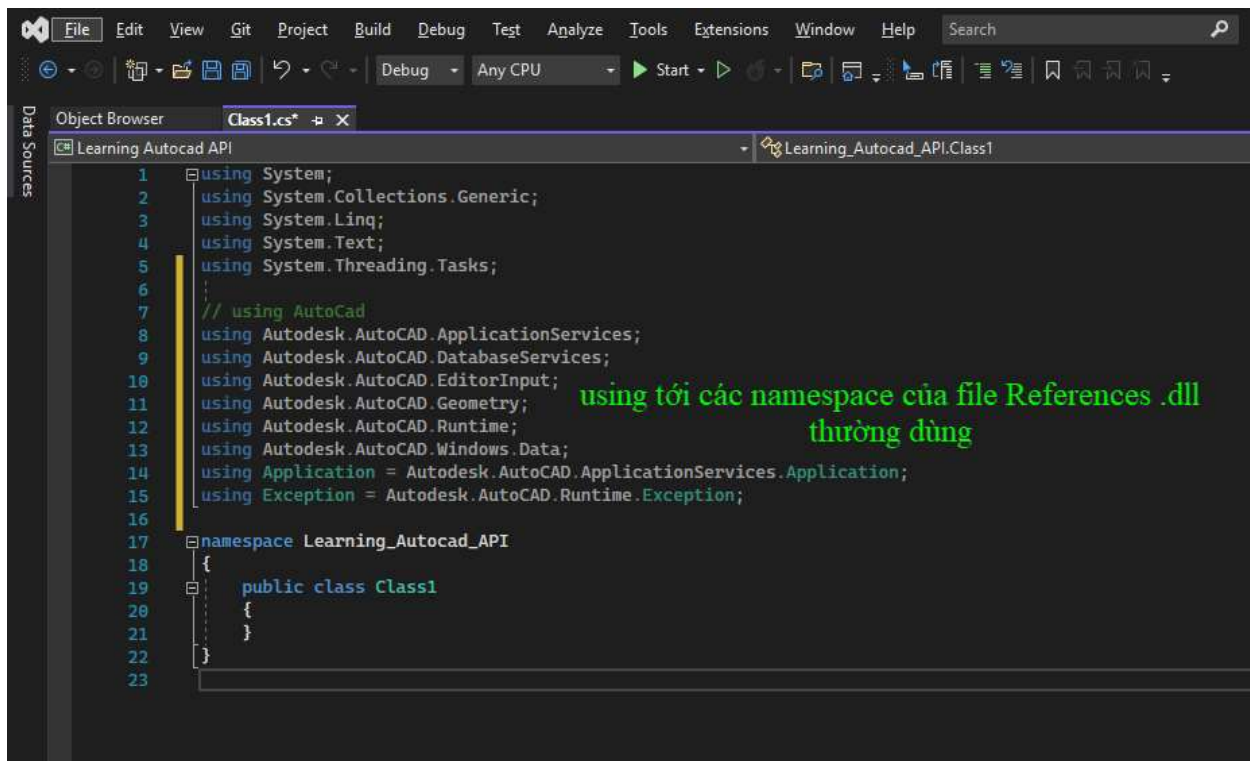 File Edit View Git Project Build Debug Test Analyze Tools Extensions Window Help Search
Debug Any CPU Start
Data Sources
Object Browser Class1.cs*
C# Learning Autocad API Learning_Autocad_API.Class1
1 using System;
2 using System.Collections.Generic;
3 using System.Linq;
4 using System.Text;
5 using System.Threading.Tasks;
6
7 // using AutoCad
8 using Autodesk.AutoCAD.ApplicationServices;
9 using Autodesk.AutoCAD.DatabaseServices;
10 using Autodesk.AutoCAD.EditorInput;
11 using Autodesk.AutoCAD.Geometry;
12 using Autodesk.AutoCAD.Runtime;
13 using Autodesk.AutoCAD.Windows.Data;
14 using Application = Autodesk.AutoCAD.ApplicationServices.Application;
15 using Exception = Autodesk.AutoCAD.Runtime.Exception;
16
using tới các namespace của file References .dll
thường dùng
17 namespace Learning_Autocad_API
18 {
19 public class Class1
20 {
21 }
22 }
23